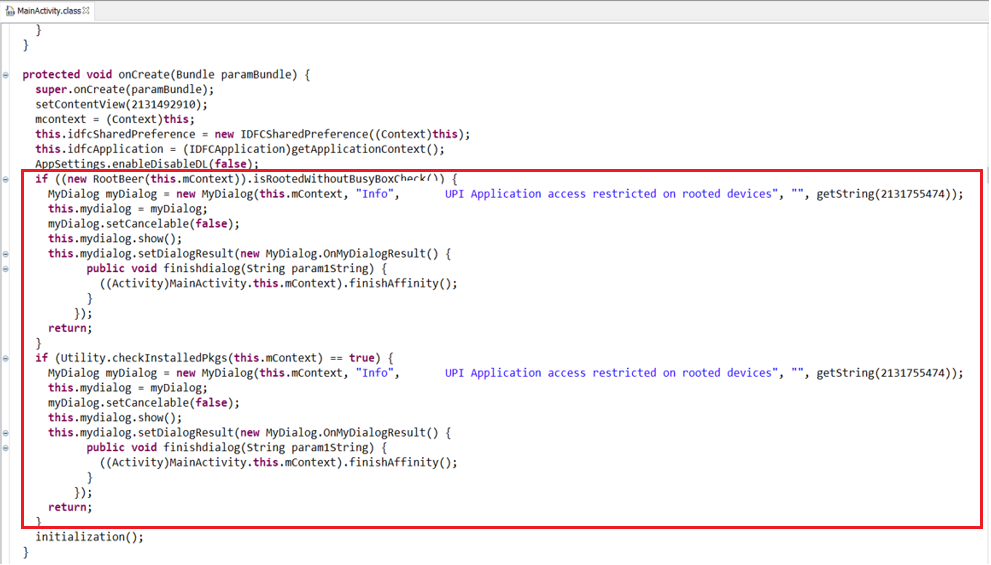 MainActivity.class
}
}
protected void onCreate(Bundle paramBundle) {
super.onCreate(paramBundle);
setContentView(2131492910);
mcontext = (Context)this;
this.idfcSharedPreference = new IDFCSharedPreference((Context)this);
this.idfcApplication = (IDFCApplication)getApplicationContext();
AppSettings.enableDisableDL(false);
if ((new RootBeer(this.mContext)).isRootedWithoutBusyBoxCheck()) {
MyDialog myDialog = new MyDialog(this.mContext, "Info", UPI Application access restricted on rooted devices", "", getString(2131755474));
this.mydialog = myDialog;
myDialog.setCancelable(false);
this.mydialog.show();
this.mydialog.setDialogResult(new MyDialog.OnMyDialogResult() {
public void finishdialog(String param1String) {
((Activity)MainActivity.this.mContext).finishAffinity();
}
});
return;
}
if (Utility.checkInstalledPkgs(this.mContext) == true) {
MyDialog myDialog = new MyDialog(this.mContext, "Info", UPI Application access restricted on rooted devices", "", getString(2131755474));
this.mydialog = myDialog;
myDialog.setCancelable(false);
this.mydialog.show();
this.mydialog.setDialogResult(new MyDialog.OnMyDialogResult() {
public void finishdialog(String param1String) {
((Activity)MainActivity.this.mContext).finishAffinity();
}
});
return;
}
initialization();
}